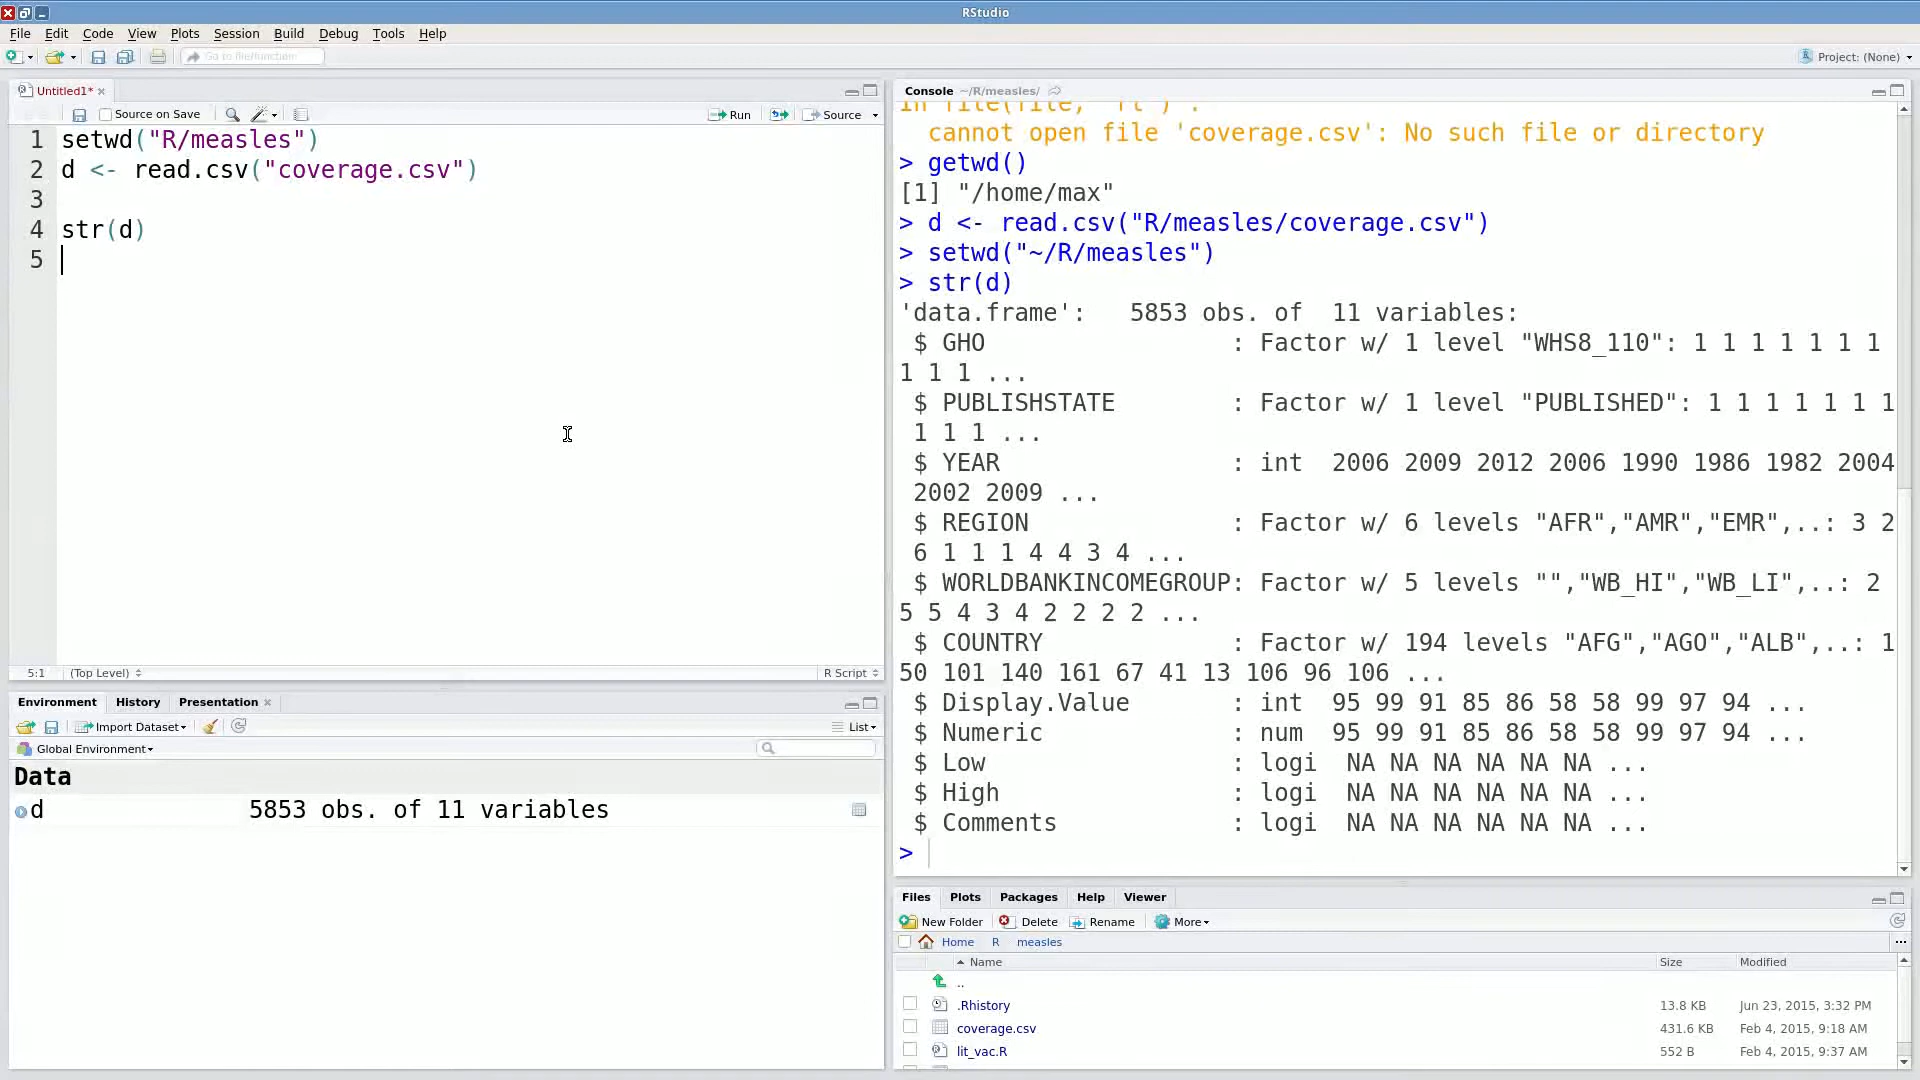 RStudio
File Edit Code View Plots Session Build Debug Tools Help
Go to file/function
Project: (None)
Untitled1*
Source on Save
Run
Source
1 setwd("R/measles")
2 d <- read.csv("coverage.csv")
3
4 str(d)
5
5:1 (Top Level)
R Script
Environment History Presentation
Import Dataset
List
Global Environment
Data
d 5853 obs. of 11 variables
Console ~/R/measles/
In file(file, "rt") :
cannot open file 'coverage.csv': No such file or directory
> getwd()
[1] "/home/max"
> d <- read.csv("R/measles/coverage.csv")
> setwd("~/R/measles")
> str(d)
'data.frame': 5853 obs. of 11 variables:
$ GHO : Factor w/ 1 level "WHS8_110": 1 1 1 1 1 1 1
1 1 1 ...
$ PUBLISHSTATE : Factor w/ 1 level "PUBLISHED": 1 1 1 1 1 1 1
1 1 1 ...
$ YEAR : int 2006 2009 2012 2006 1990 1986 1982 2004
2002 2009 ...
$ REGION : Factor w/ 6 levels "AFR","AMR","EMR",..: 3 2
6 1 1 1 4 4 3 4 ...
$ WORLDBANKINCOMEGROUP: Factor w/ 5 levels "","WB_HI","WB_LI",..: 2
5 5 4 3 4 2 2 2 2 ...
$ COUNTRY : Factor w/ 194 levels "AFG","AGO","ALB",..: 1
50 101 140 161 67 41 13 106 96 106 ...
$ Display.Value : int 95 99 91 85 86 58 58 99 97 94 ...
$ Numeric : num 95 99 91 85 86 58 58 99 97 94 ...
$ Low : logi NA NA NA NA NA NA ...
$ High : logi NA NA NA NA NA NA ...
$ Comments : logi NA NA NA NA NA NA ...
>
Files Plots Packages Help Viewer
New Folder Delete Rename More
Home R measles
...
Name Size Modified
..
.Rhistory 13.8 KB Jun 23, 2015, 3:32 PM
coverage.csv 431.6 KB Feb 4, 2015, 9:18 AM
lit_vac.R 552 B Feb 4, 2015, 9:37 AM